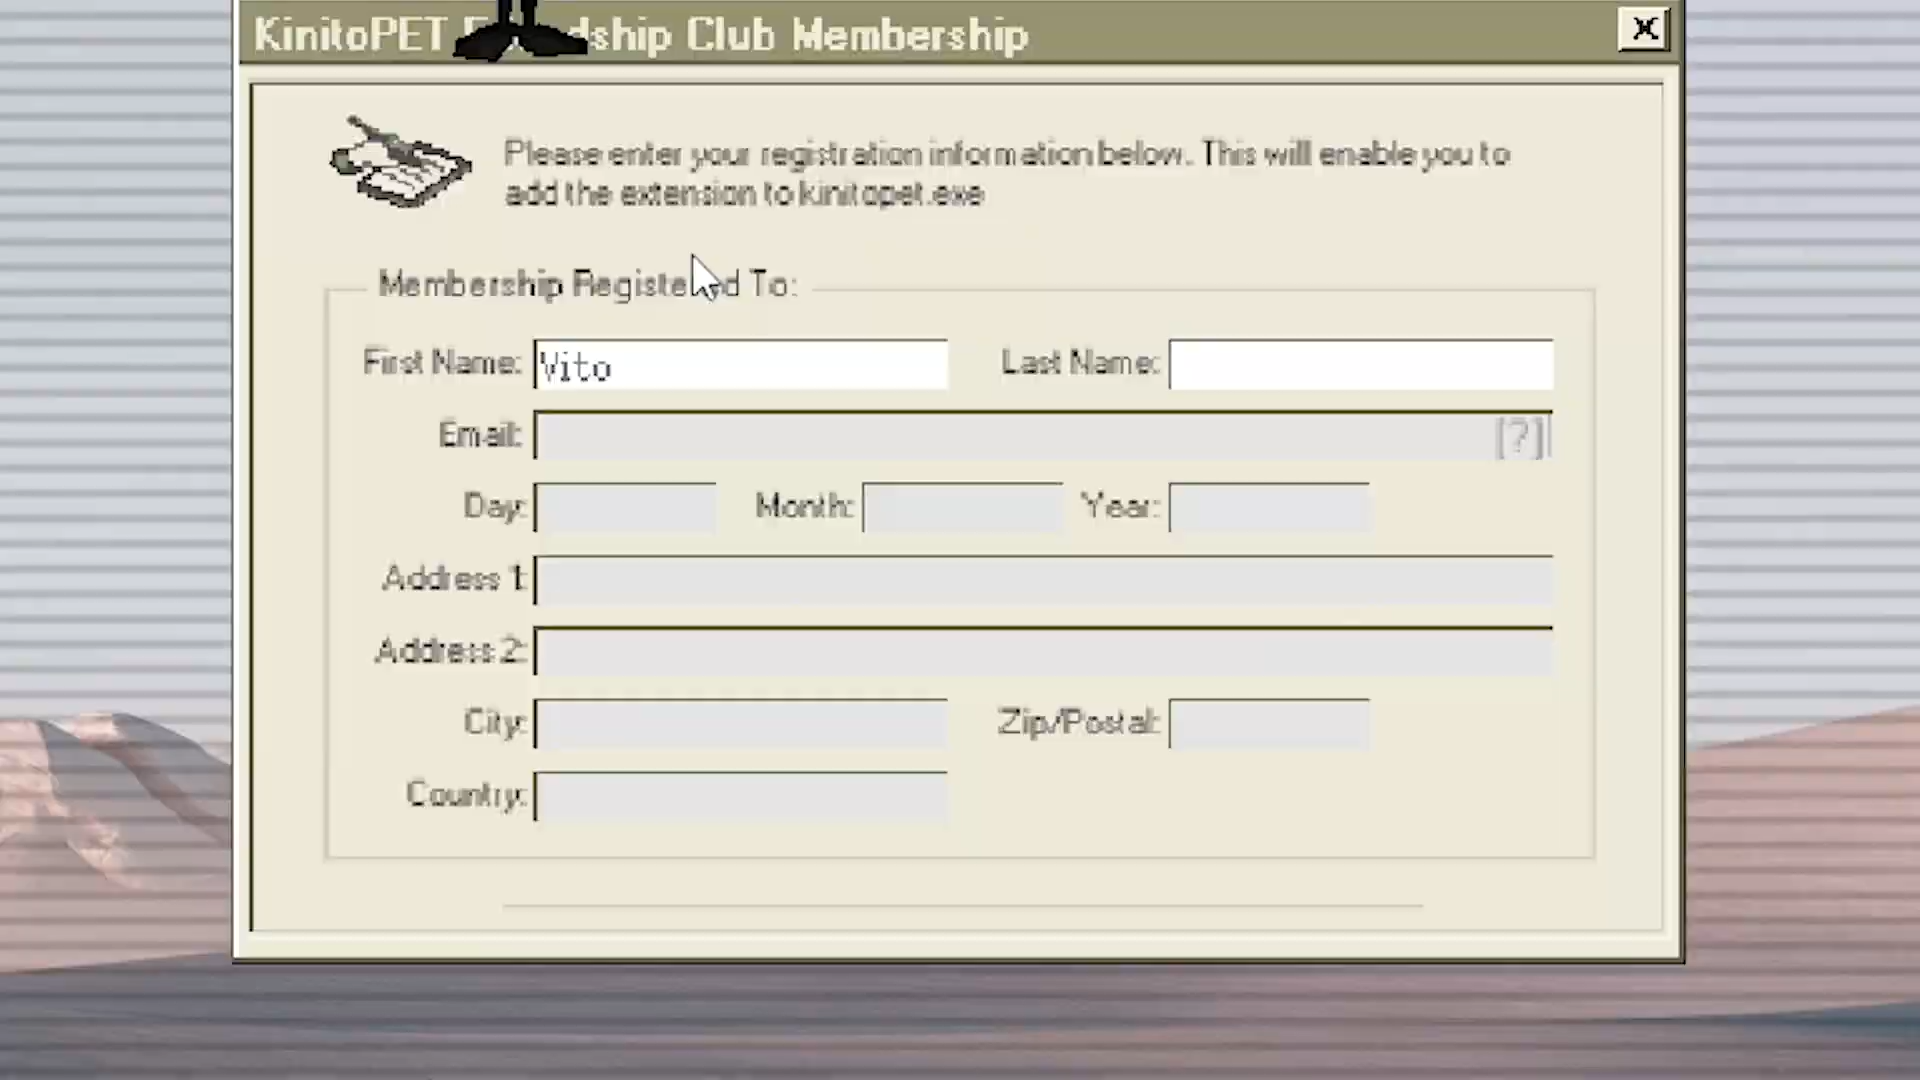 KinitoPET dship Club Membership
X
Please enter your registration information below. This will enable you to
add the extension to kinitopet.exe
Membership Registered To:
First Name: Vito Last Name:
Email: [?]
Day: Month: Year:
Address 1:
Address 2:
City: Zip/Postal:
Country: